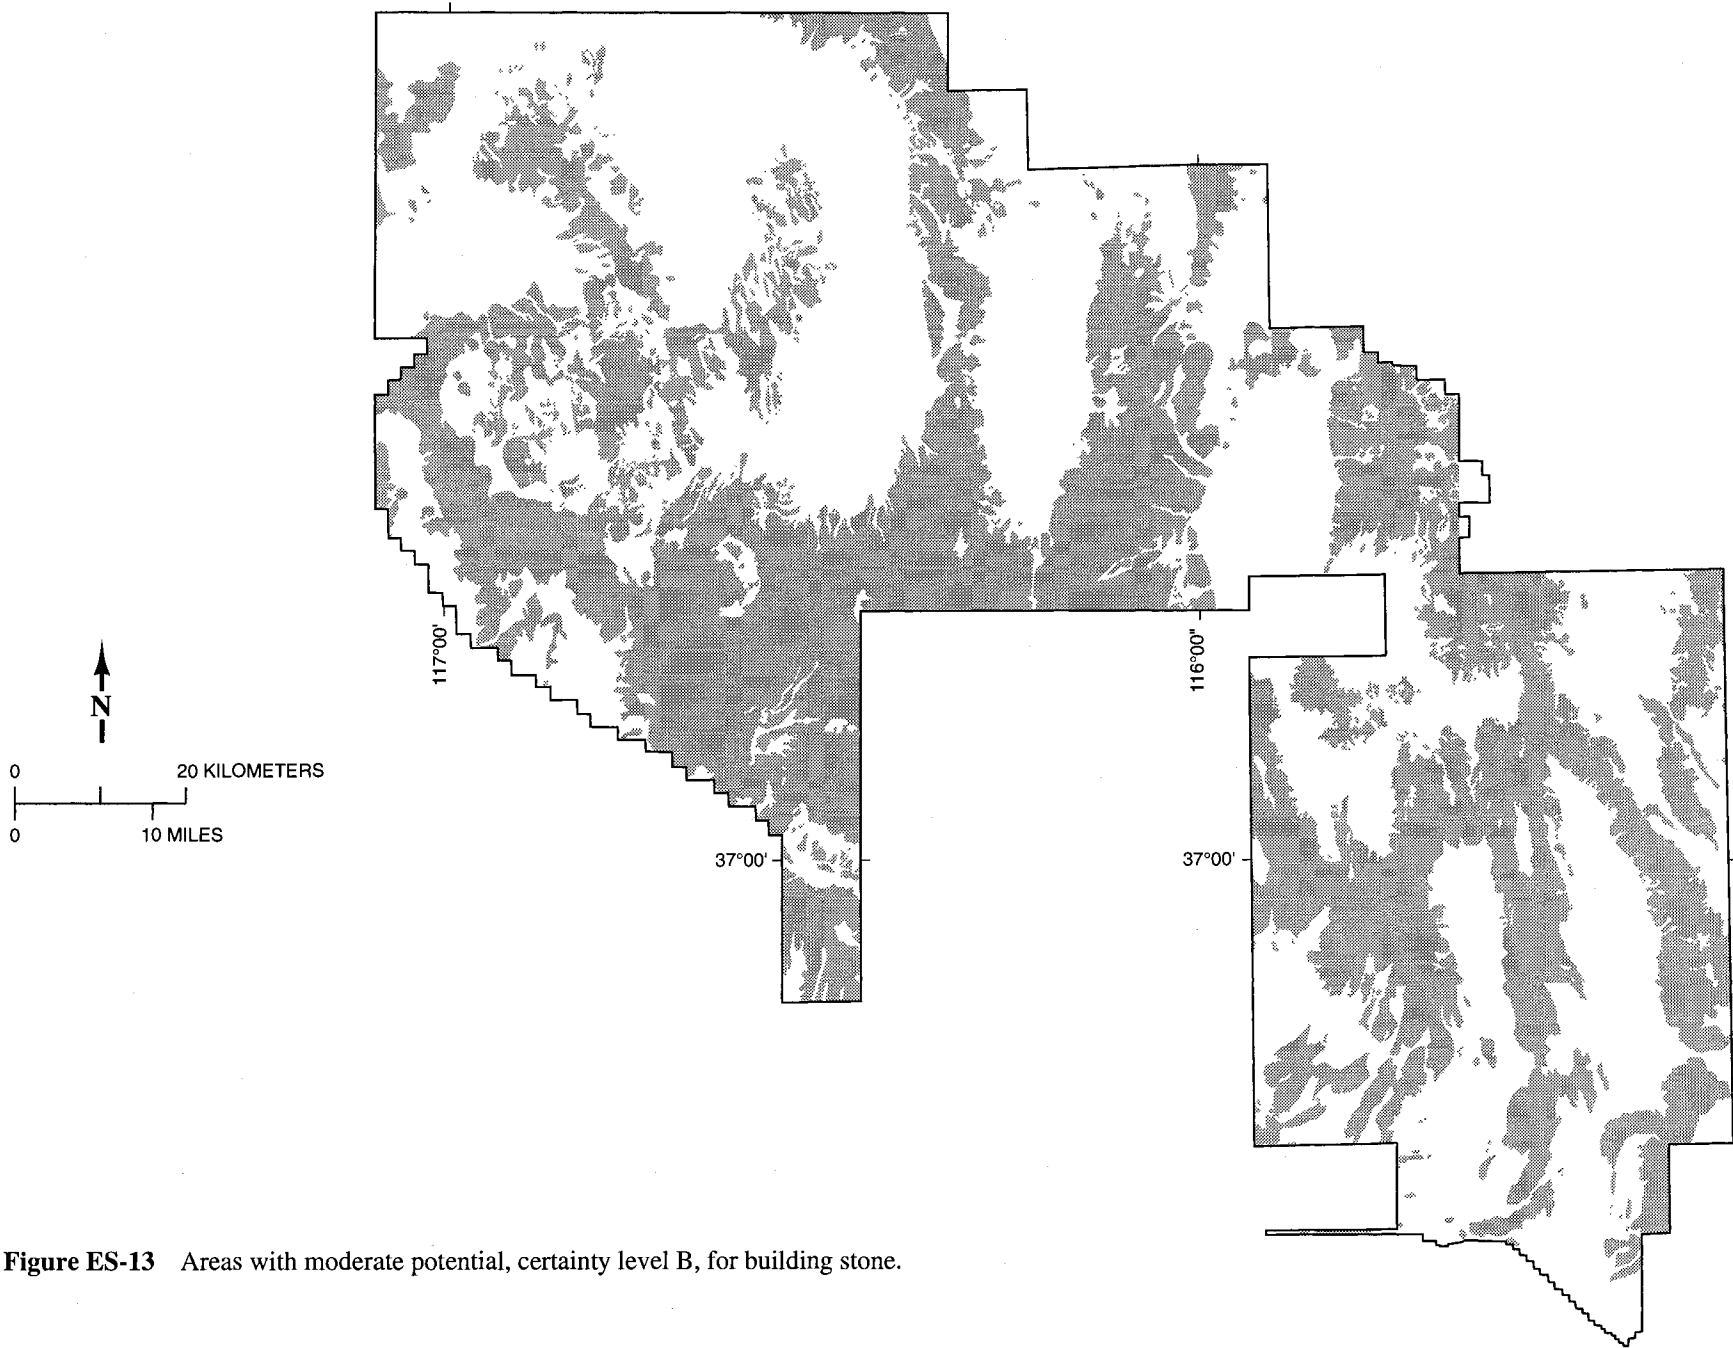 117°00'
116°00"
N
0 20 KILOMETERS
0 10 MILES
37°00'
37°00'
Figure ES-13 Areas with moderate potential, certainty level B, for building stone.